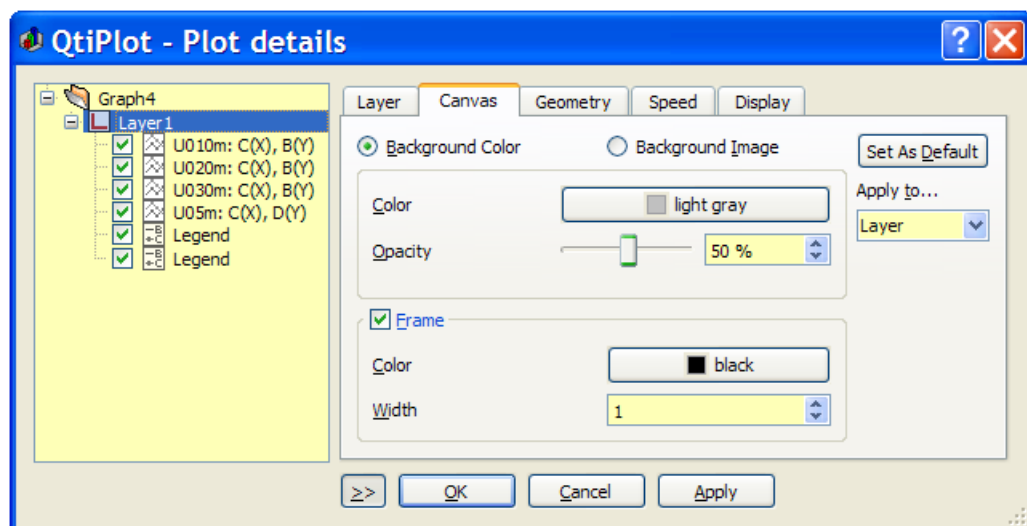 QtiPlot - Plot details
Graph4
Layer1
U010m: C(X), B(Y)
U020m: C(X), B(Y)
U030m: C(X), B(Y)
U05m: C(X), D(Y)
Legend
Legend
Layer Canvas Geometry Speed Display
Background Color Background Image Set As Default
Color light gray
Apply to...
Layer
Opacity 50 %
Frame
Color black
Width 1
>> OK Cancel Apply